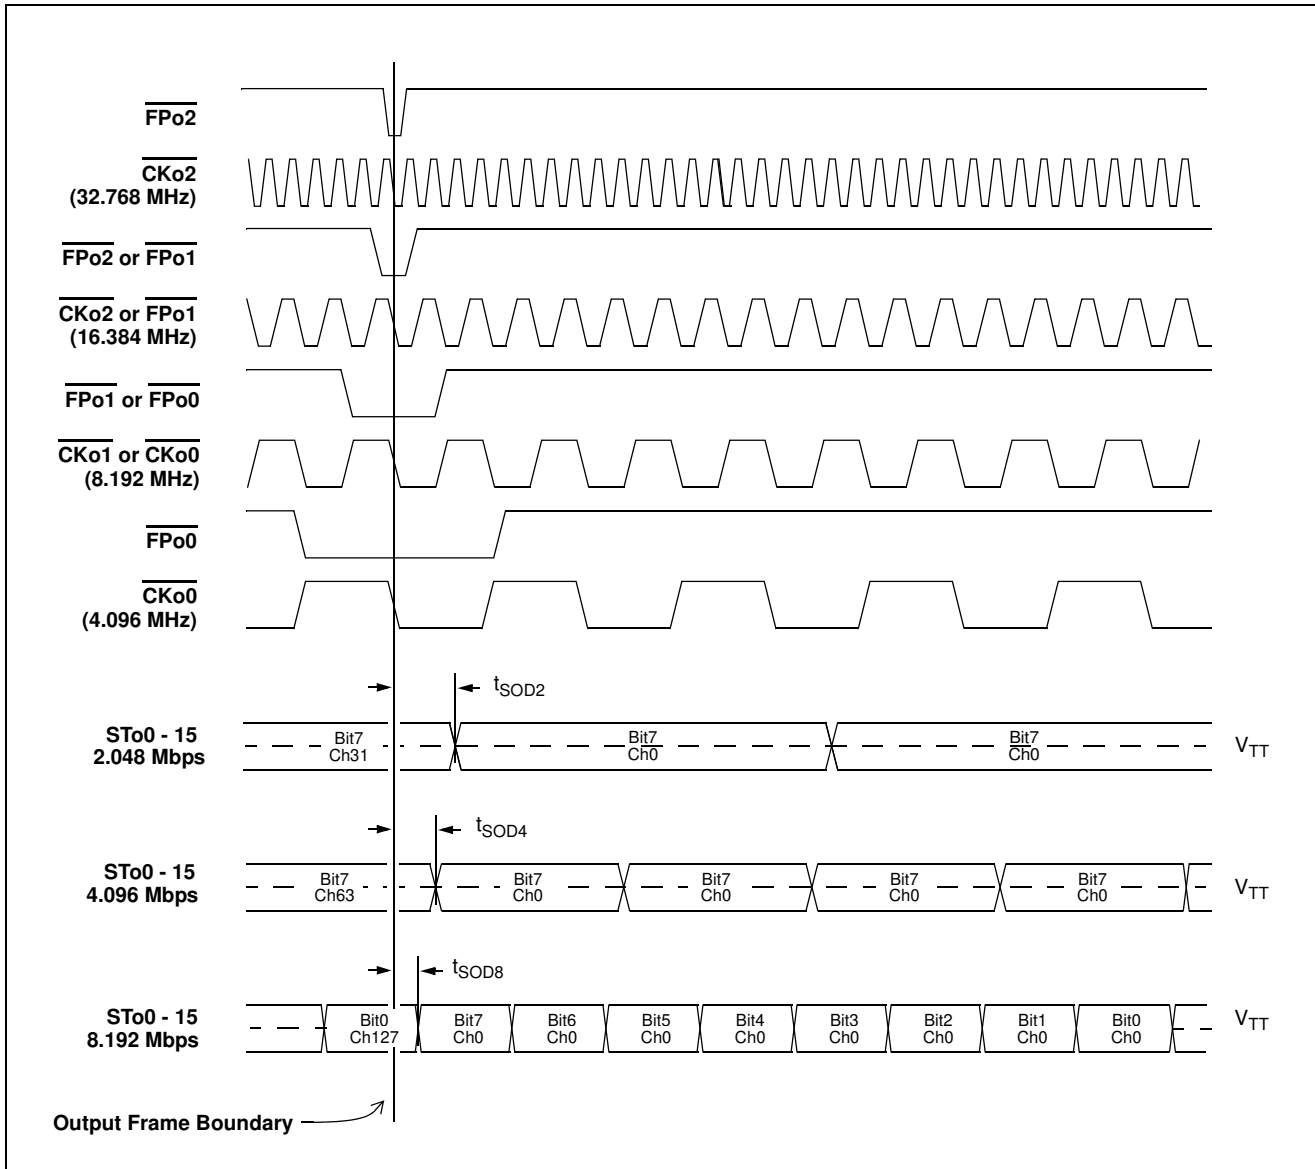 FPo2
CKo2
(32.768 MHz)
FPo2 or FPo1
CKo2 or FPo1
(16.384 MHz)
FPo1 or FPo0
CKo1 or CKo0
(8.192 MHz)
FPo0
CKo0
(4.096 MHz)
tSOD2
STo0 - 15
2.048 Mbps
Bit7 Bit7 Bit7
Ch31 Ch0 Ch0
VTT
tSOD4
STo0 - 15
4.096 Mbps
Bit7 Bit7 Bit7 Bit7 Bit7
Ch63 Ch0 Ch0 Ch0 Ch0
VTT
tSOD8
STo0 - 15
8.192 Mbps
Bit0 Bit7 Bit6 Bit5 Bit4 Bit3 Bit2 Bit1 Bit0
Ch127 Ch0 Ch0 Ch0 Ch0 Ch0 Ch0 Ch0 Ch0
VTT
Output Frame Boundary